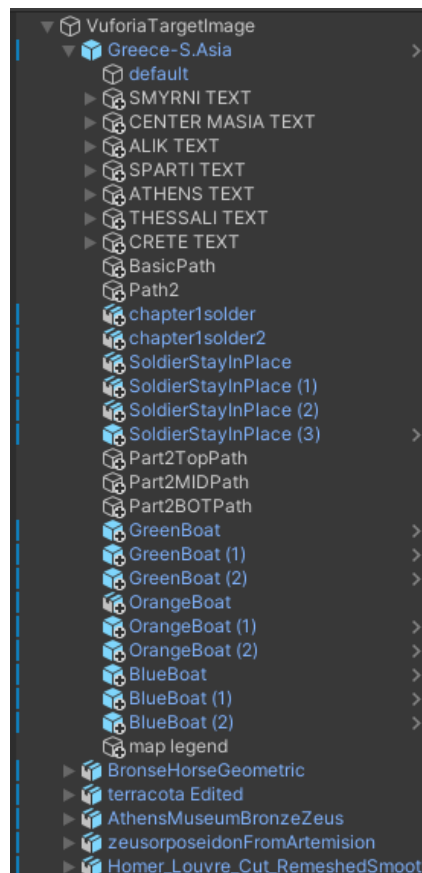 VuforiaTargetImage
Greece-S.Asia
default
SMYRNI TEXT
CENTER MASIA TEXT
ALIK TEXT
SPARTI TEXT
ATHENS TEXT
THESSALI TEXT
CRETE TEXT
BasicPath
Path2
chapter1solder
chapter1solder2
SoldierStayInPlace
SoldierStayInPlace (1)
SoldierStayInPlace (2)
SoldierStayInPlace (3)
Part2TopPath
Part2MIDPath
Part2BOTPath
GreenBoat
GreenBoat (1)
GreenBoat (2)
OrangeBoat
OrangeBoat (1)
OrangeBoat (2)
BlueBoat
BlueBoat (1)
BlueBoat (2)
map legend
BronseHorseGeometric
terracota Edited
AthensMuseumBronzeZeus
zeusorposeidonFromArtemision
Homer_Louvre_Cut_RemeshedSmoot